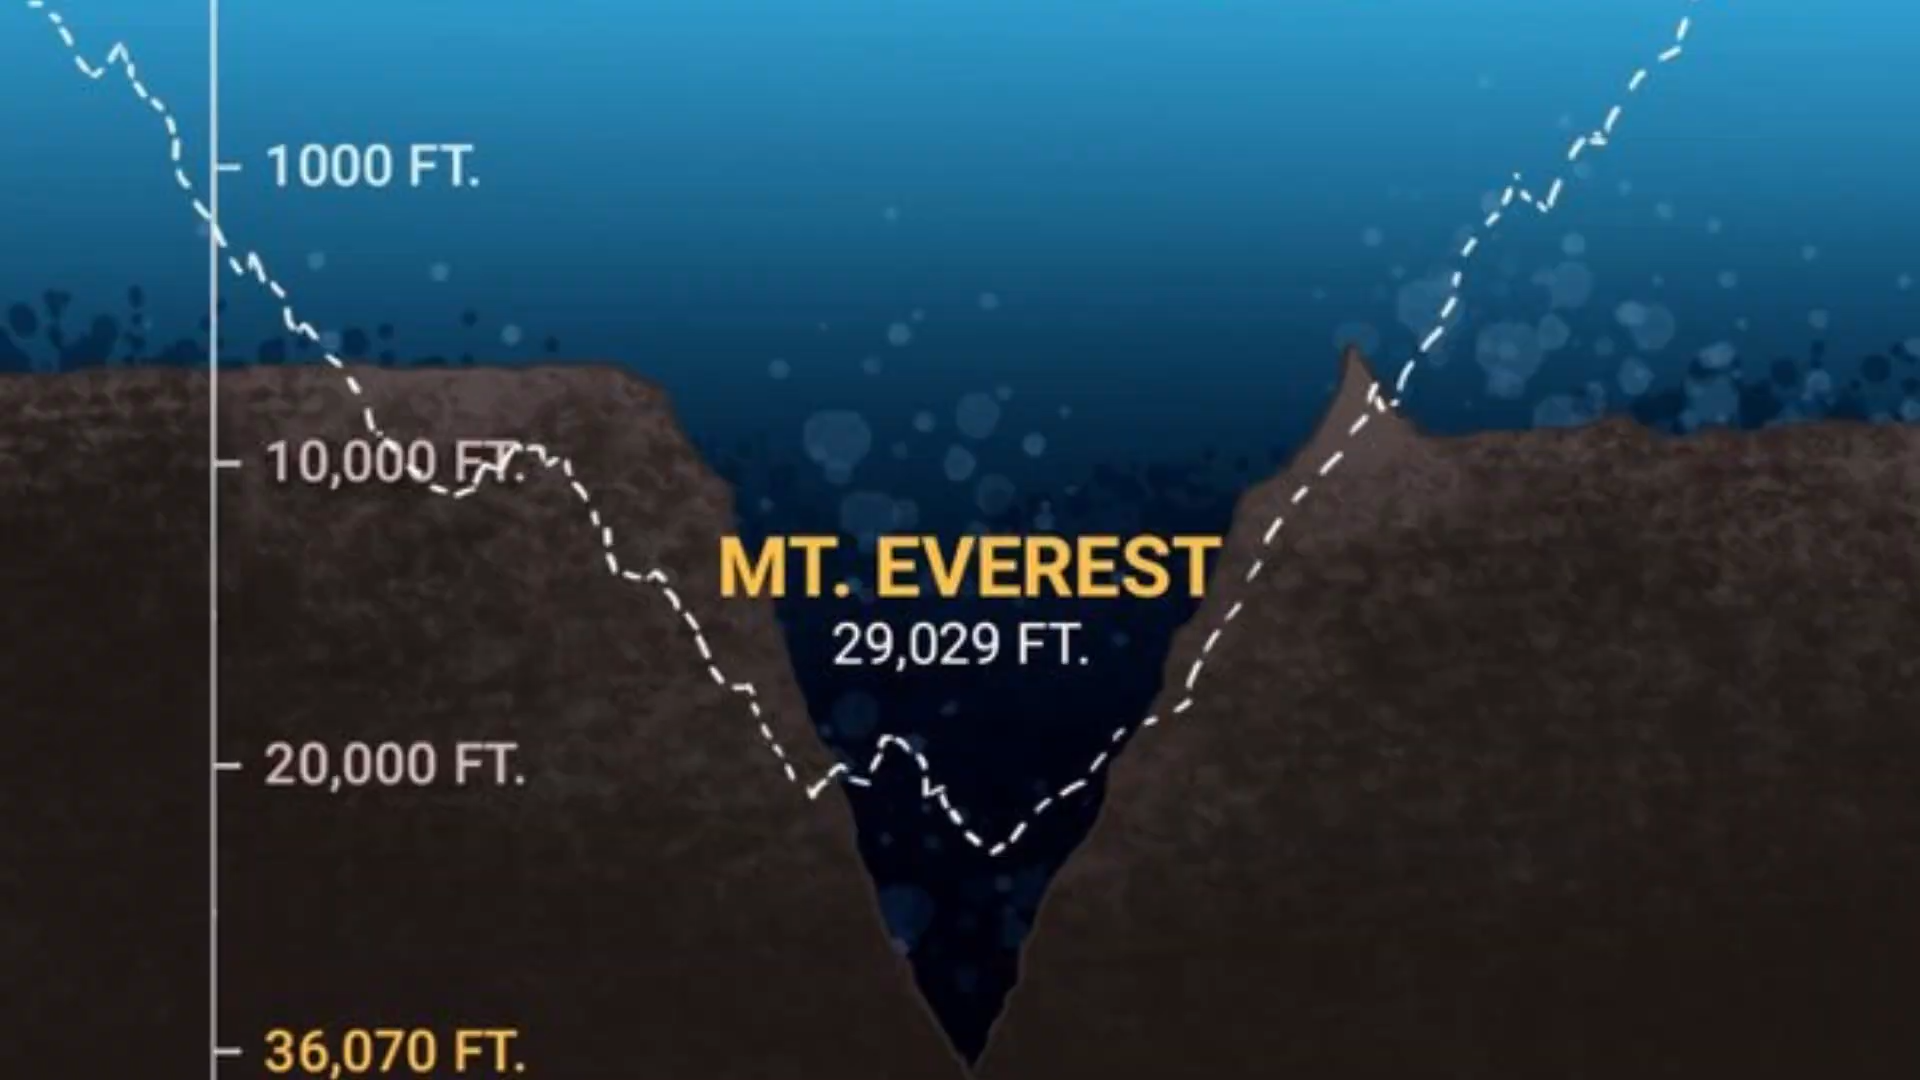 1000 FT.
10,000 FT.
MT. EVEREST
29,029 FT.
20,000 FT.
36,070 FT.